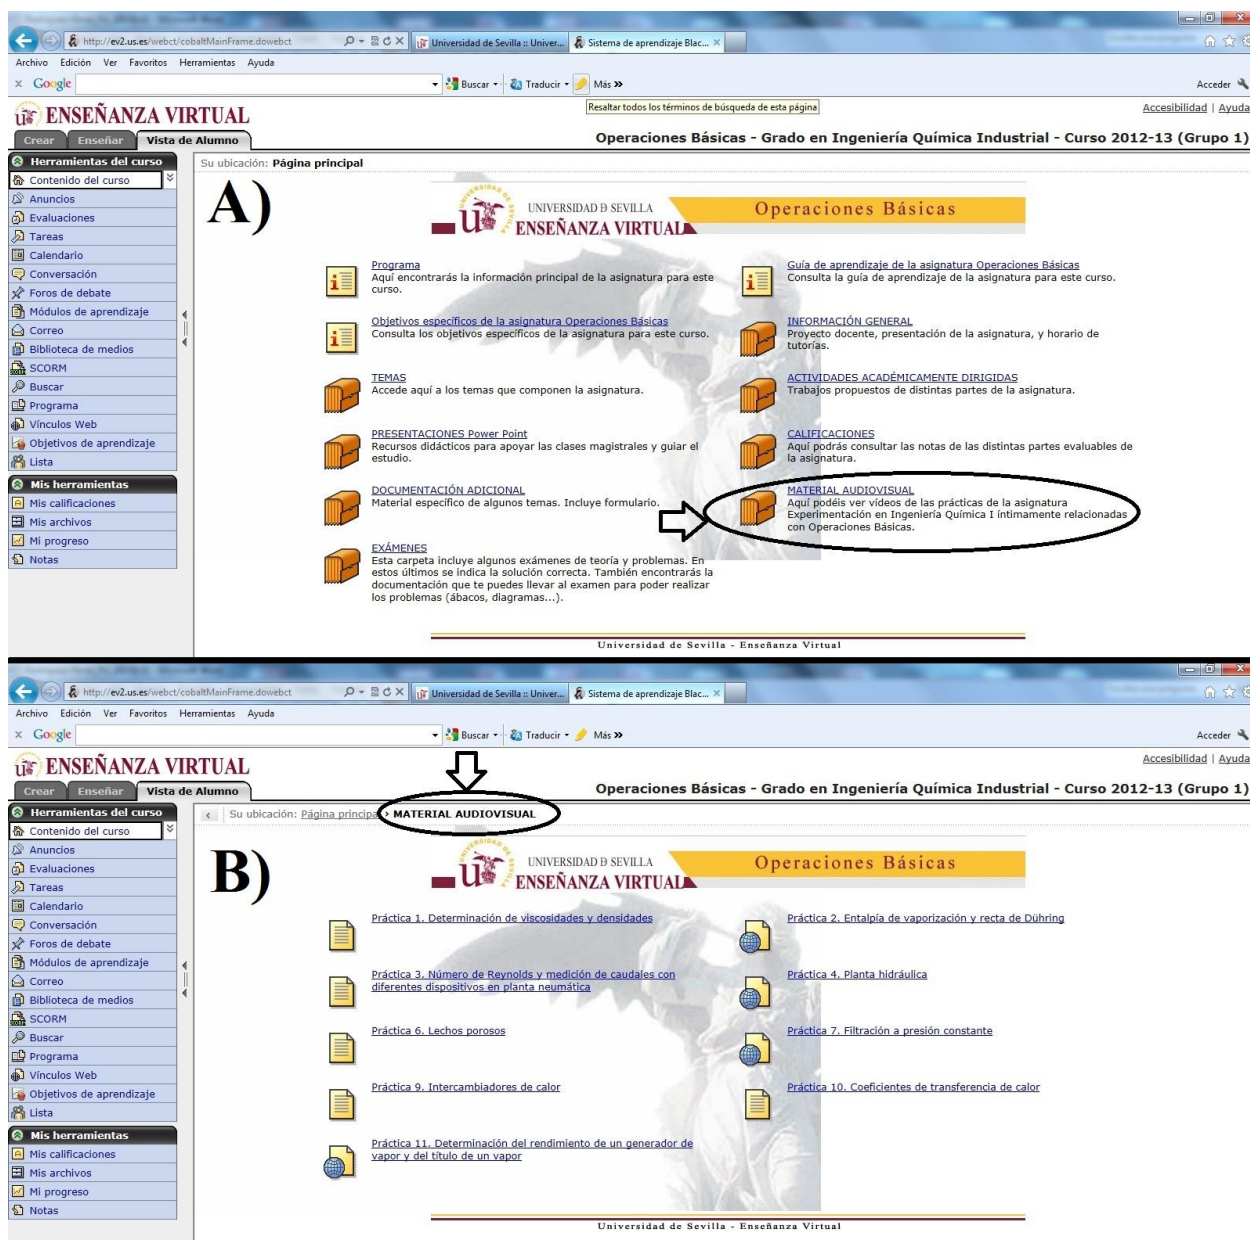 http://ev2.us.es/webct/cobaltMainFrame.dowebct
Universidad de Sevilla :: Univer...
Sistema de aprendizaje Blac...
Archivo Edición Ver Favoritos Herramientas Ayuda
Google
Buscar
Traducir
Más
Acceder
Resaltar todos los términos de búsqueda de esta página
ENSEÑANZA VIRTUAL
Accesibilidad | Ayuda
Crear Enseñar Vista de Alumno
Operaciones Básicas - Grado en Ingeniería Química Industrial - Curso 2012-13 (Grupo 1)
Herramientas del curso
Contenido del curso
Anuncios
Evaluaciones
Tareas
Calendario
Conversación
Foros de debate
Módulos de aprendizaje
Correo
Biblioteca de medios
SCORM
Buscar
Programa
Vínculos Web
Objetivos de aprendizaje
Lista
Mis herramientas
Mis calificaciones
Mis archivos
Mi progreso
Notas
Su ubicación: Página principal
A)
UNIVERSIDAD D SEVILLA
ENSEÑANZA VIRTUAL
Operaciones Básicas
Programa
Aquí encontrarás la información principal de la asignatura para este
curso.
Guía de aprendizaje de la asignatura Operaciones Básicas
Consulta la guía de aprendizaje de la asignatura para este curso.
Objetivos específicos de la asignatura Operaciones Básicas
Consulta los objetivos específicos de la asignatura para este curso.
INFORMACIÓN GENERAL
Proyecto docente, presentación de la asignatura, y horario de
tutorías.
TEMAS
Accede aquí a los temas que componen la asignatura.
ACTIVIDADES ACADÉMICAMENTE DIRIGIDAS
Trabajos propuestos de distintas partes de la asignatura.
PRESENTACIONES Power Point
Recursos didácticos para apoyar las clases magistrales y guiar el
estudio.
CALIFICACIONES
Aquí podrás consultar las notas de las distintas partes evaluables de
la asignatura.
DOCUMENTACIÓN ADICIONAL
Material específico de algunos temas. Incluye formulario.
MATERIAL AUDIOVISUAL
Aquí podéis ver vídeos de las prácticas de la asignatura
Experimentación en Ingeniería Química I íntimamente relacionadas
con Operaciones Básicas.
EXÁMENES
Esta carpeta incluye algunos exámenes de teoría y problemas. En
estos últimos se indica la solución correcta. También encontrarás la
documentación que te puedes llevar al examen para poder realizar
los problemas (ábacos, diagramas...).
Universidad de Sevilla - Enseñanza Virtual
http://ev2.us.es/webct/cobaltMainFrame.dowebct
Universidad de Sevilla :: Univer...
Sistema de aprendizaje Blac...
Archivo Edición Ver Favoritos Herramientas Ayuda
Google
Buscar
Traducir
Más
Acceder
ENSEÑANZA VIRTUAL
Accesibilidad | Ayuda
Crear Enseñar Vista de Alumno
Operaciones Básicas - Grado en Ingeniería Química Industrial - Curso 2012-13 (Grupo 1)
Herramientas del curso
Contenido del curso
Anuncios
Evaluaciones
Tareas
Calendario
Conversación
Foros de debate
Módulos de aprendizaje
Correo
Biblioteca de medios
SCORM
Buscar
Programa
Vínculos Web
Objetivos de aprendizaje
Lista
Mis herramientas
Mis calificaciones
Mis archivos
Mi progreso
Notas
Su ubicación: Página principal › MATERIAL AUDIOVISUAL
B)
UNIVERSIDAD D SEVILLA
ENSEÑANZA VIRTUAL
Operaciones Básicas
Práctica 1. Determinación de viscosidades y densidades
Práctica 2. Entalpía de vaporización y recta de Dühring
Práctica 3. Número de Reynolds y medición de caudales con
diferentes dispositivos en planta neumática
Práctica 4. Planta hidráulica
Práctica 6. Lechos porosos
Práctica 7. Filtración a presión constante
Práctica 9. Intercambiadores de calor
Práctica 10. Coeficientes de transferencia de calor
Práctica 11. Determinación del rendimiento de un generador de
vapor y del título de un vapor
Universidad de Sevilla - Enseñanza Virtual